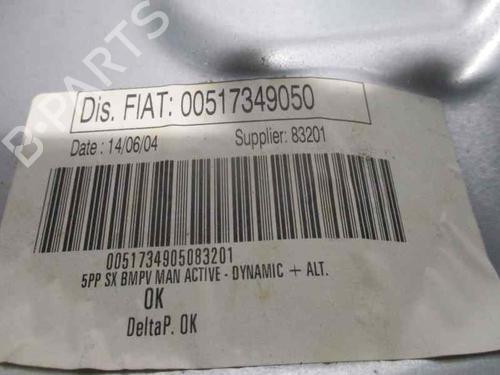 B-PARTS
Dis. FIAT: 00517349050
Date : 14/06/04 Supplier: 83201
0051734905083201
5PP SX BMPV MAN ACTIVE - DYNAMIC + ALT.
OK
DeltaP. OK